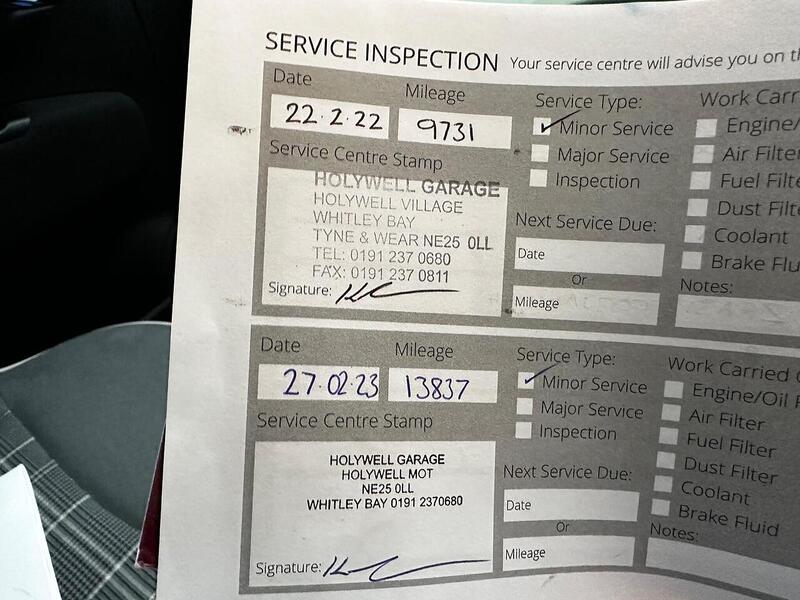 SERVICE INSPECTION Your service centre will advise you on
Date Mileage Service Type: Work Carr
22.2.22 9731 Minor Service Engine/
Major Service Air Filte
Service Centre Stamp Inspection Fuel Filte
HOLYWELL GARAGE
HOLYWELL VILLAGE
WHITLEY BAY
TYNE & WEAR NE25 0LL
TEL: 0191 237 0680
FAX: 0191 237 0811
Signature:
Next Service Due: Dust Filter
Date Coolant
Or Brake Flu
Mileage Notes:
Date Mileage Service Type: Work Carried
27.02.23 13837 Minor Service Engine/Oil
Major Service Air Filter
Service Centre Stamp Inspection Fuel Filter
HOLYWELL GARAGE
HOLYWELL MOT
NE25 0LL
WHITLEY BAY 0191 2370680
Signature:
Next Service Due: Dust Filter
Date Coolant
Or Brake Fluid
Mileage Notes: